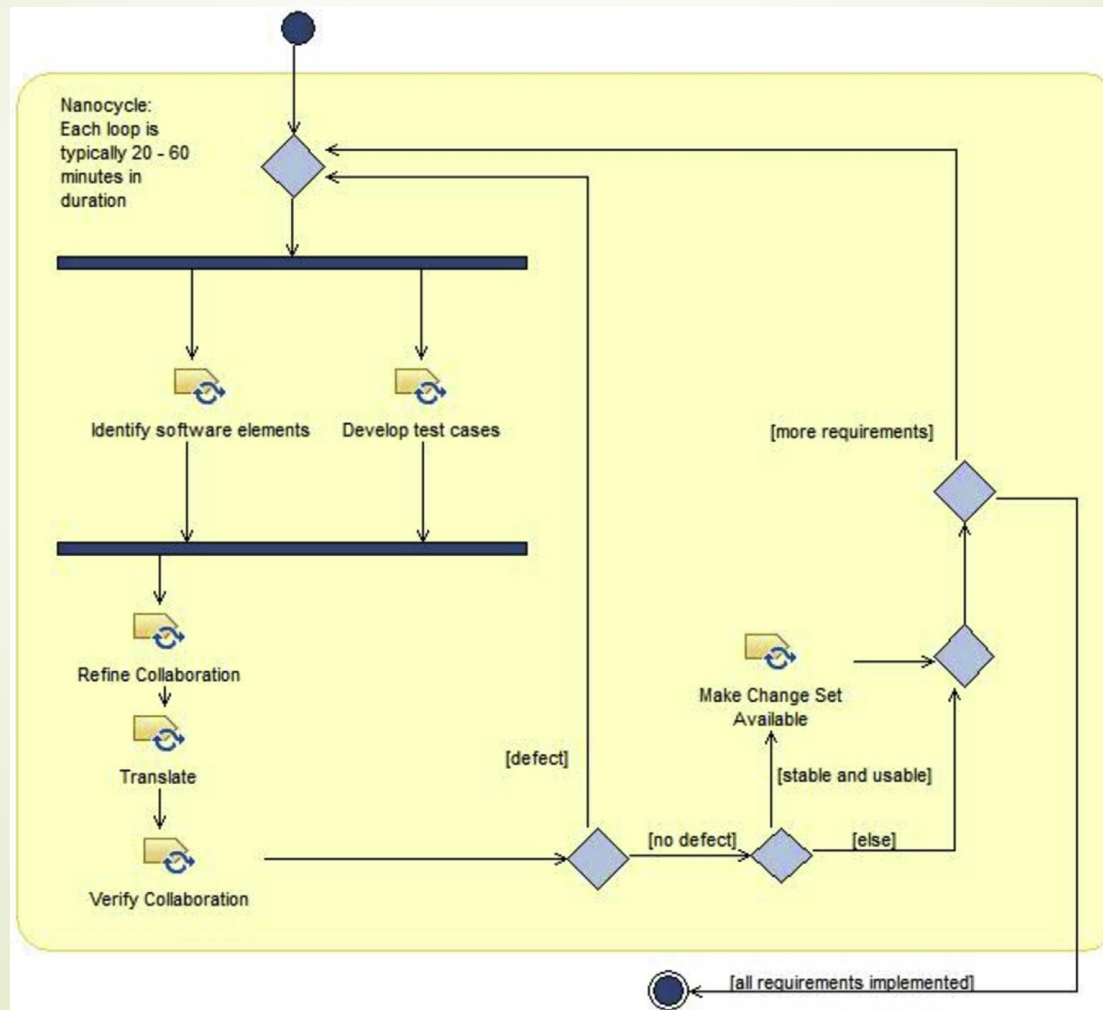 Nanocycle:
Each loop is
typically 20 - 60
minutes in
duration
Identify software elements
Develop test cases
[more requirements]
Refine Collaboration
Make Change Set
Available
Translate
[defect]
[stable and usable]
[no defect]
[else]
Verify Collaboration
[all requirements implemented]